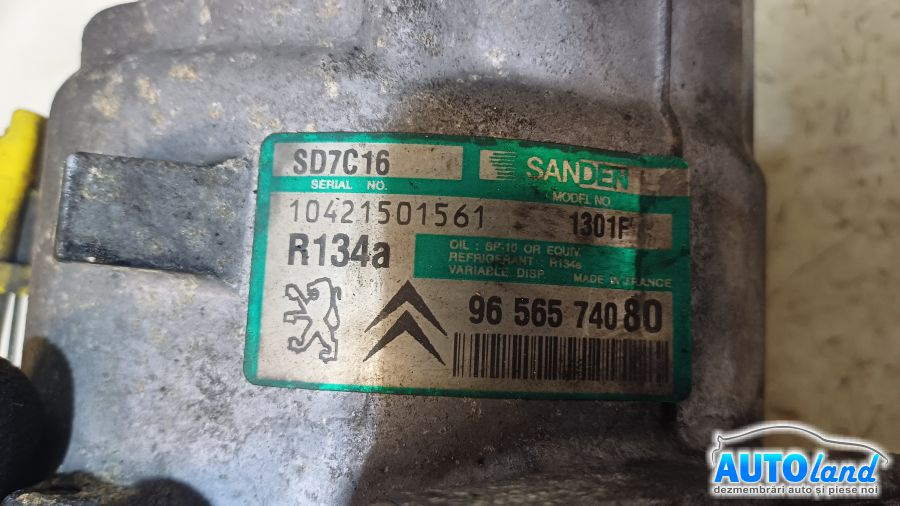 SD7C16
SANDEN
SERIAL NO.
MODEL NO.
10421501561
1301F
R134a
OIL : SP-10 OR EQUIV.
REFRIGERANT : R134a
VARIABLE DISP. MADE IN FRANCE
96 565 740 80
AUTOland
dezmembrări auto și piese noi